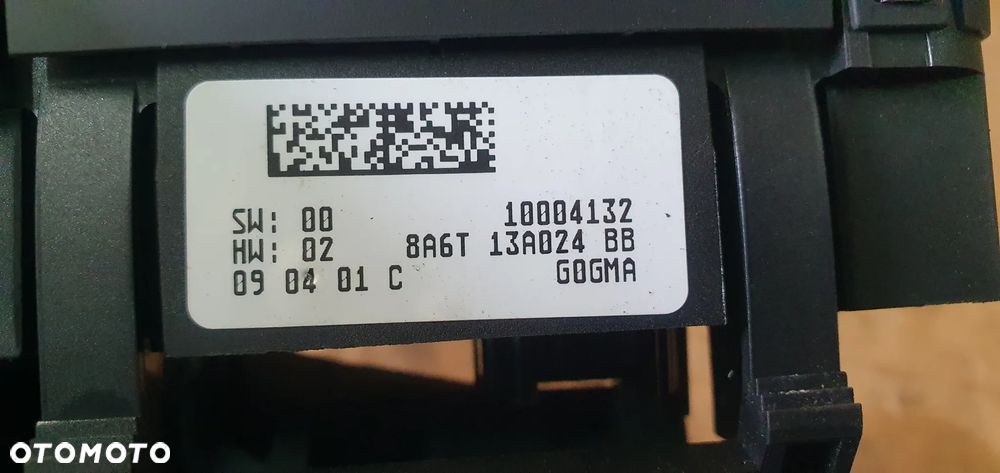 SW: 00 10004132
HW: 02 8A6T 13A024 BB
09 04 01 C G0GMA
OTOMOTO